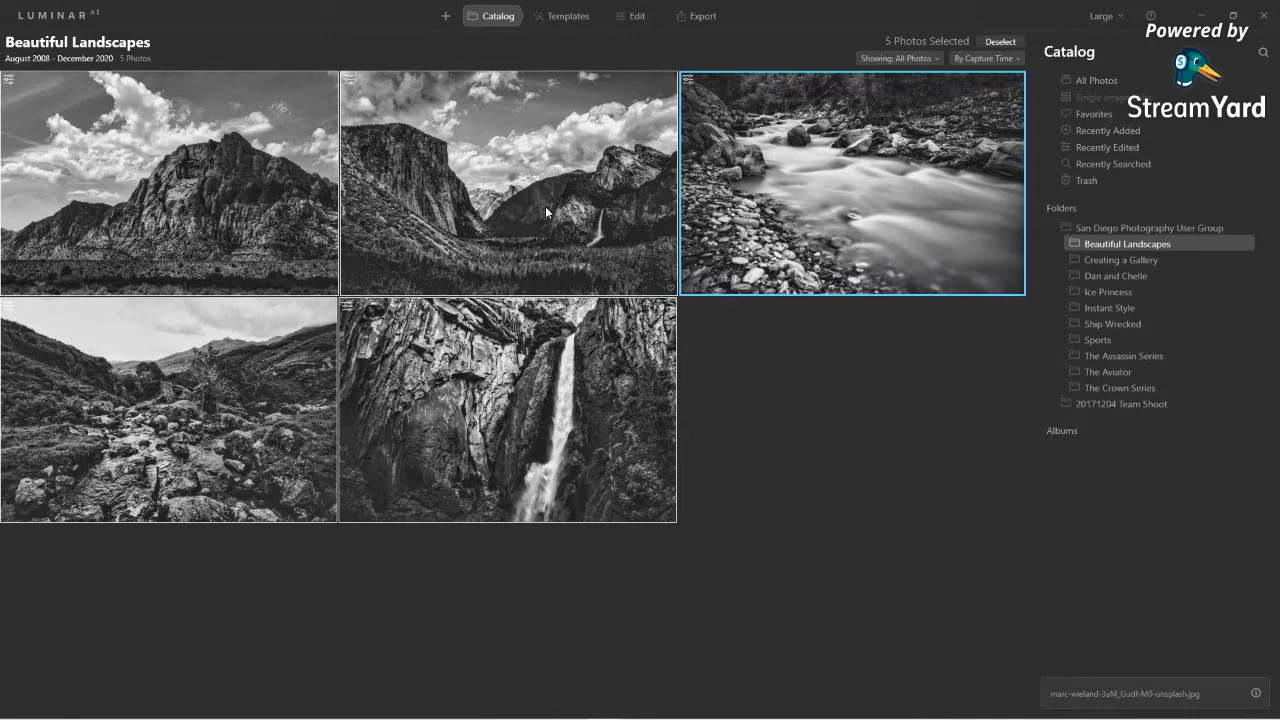 LUMINAR AI
Catalog
Templates
Edit
Export
Large
Powered by
StreamYard
Beautiful Landscapes
August 2008 - December 2020 5 Photos
5 Photos Selected
Deselect
Showing: All Photos
By Capture Time
Catalog
All Photos
Single Image
Favorites
Recently Added
Recently Edited
Recently Searched
Trash
Folders
San Diego Photography User Group
Beautiful Landscapes
Creating a Gallery
Dan and Chelle
Ice Princess
Instant Style
Ship Wrecked
Sports
The Assassin Series
The Aviator
The Crown Series
20171204 Team Shoot
Albums
marc-wieland-3aM_Gudf-M0-unsplash.jpg